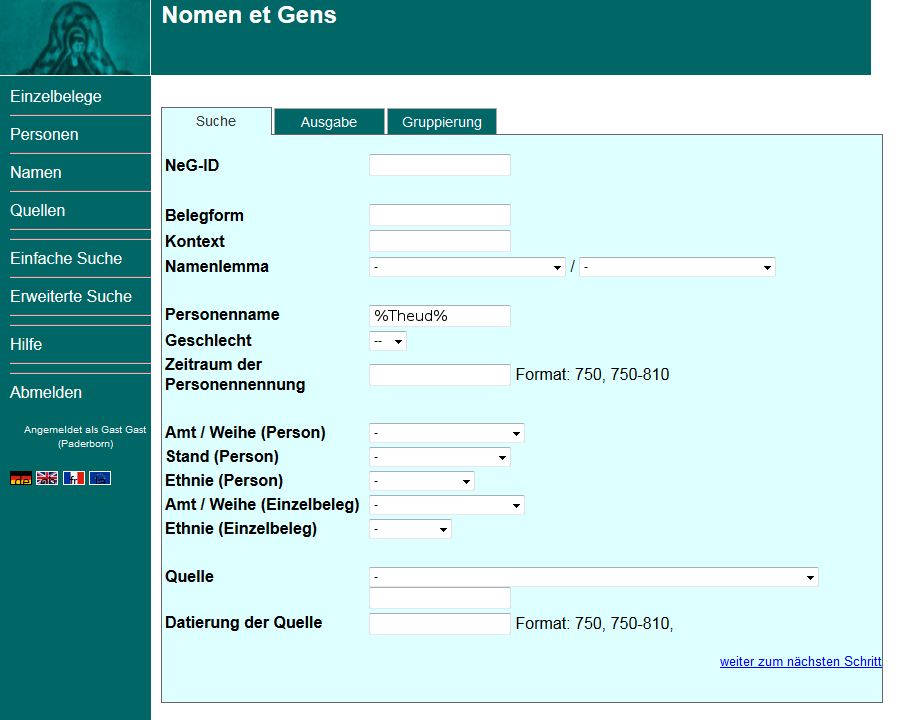 Nomen et Gens
Einzelbelege
Personen
Namen
Quellen
Einfache Suche
Erweiterte Suche
Hilfe
Abmelden
Angemeldet als Gast Gast
(Paderborn)
de
fr
Suche Ausgabe Gruppierung
NeG-ID
Belegform
Kontext
Namenlemma - / -
Personenname %Theud%
Geschlecht --
Zeitraum der
Personennennung Format: 750, 750-810
Amt / Weihe (Person) -
Stand (Person) -
Ethnie (Person) -
Amt / Weihe (Einzelbeleg) -
Ethnie (Einzelbeleg) -
Quelle -
Datierung der Quelle Format: 750, 750-810,
weiter zum nächsten Schritt